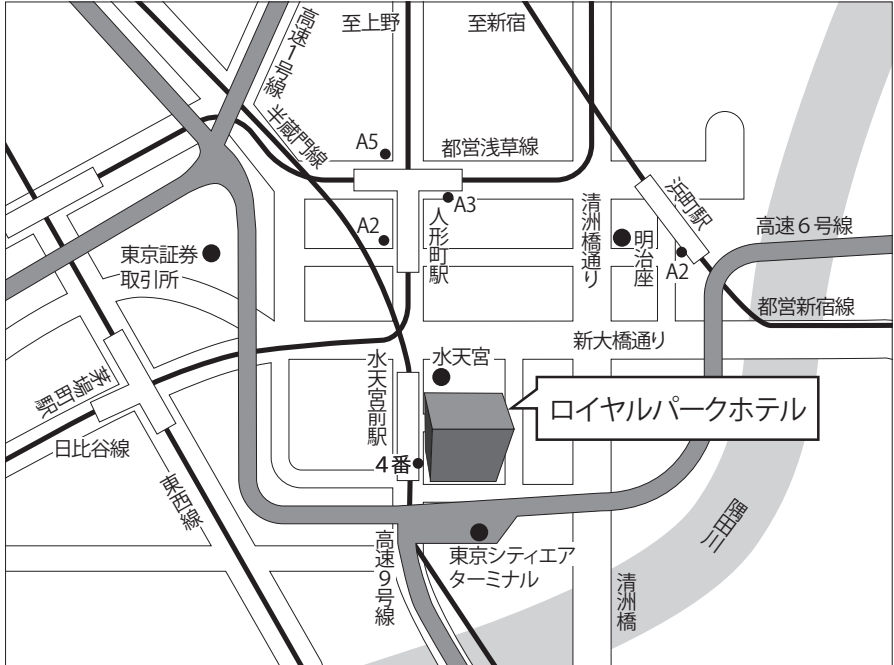 至上野
至新宿
高速1号線
半蔵門線
A5
都営浅草線
A3
A2
人形町駅
清洲橋通り
明治座
浜町駅
A2
高速6号線
東京証券
取引所
都営新宿線
新大橋通り
水天宮
水天宮前駅
ロイヤルパークホテル
茅場町駅
日比谷線
4番
東西線
隅田川
東京シティエア
ターミナル
高速9号線
清洲橋